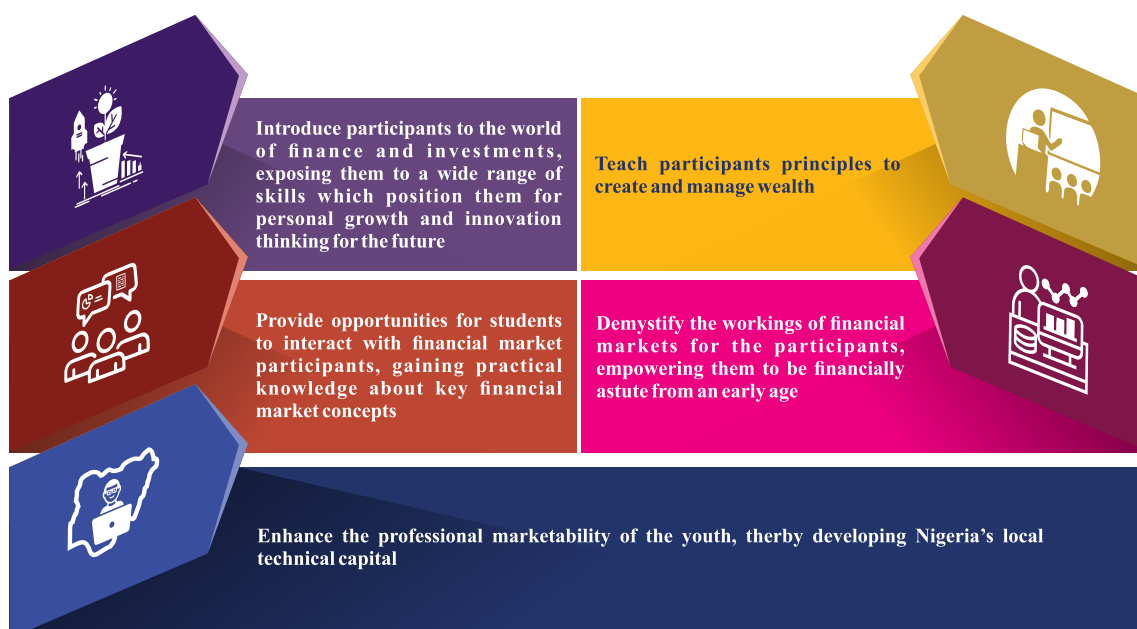 Introduce participants to the world
of finance and investments,
exposing them to a wide range of
skills which position them for
personal growth and innovation
thinking for the future
Teach participants principles to
create and manage wealth
Provide opportunities for students
to interact with financial market
participants, gaining practical
knowledge about key financial
market concepts
Demystify the workings of financial
markets for the participants,
empowering them to be financially
astute from an early age
Enhance the professional marketability of the youth, therby developing Nigeria’s local
technical capital